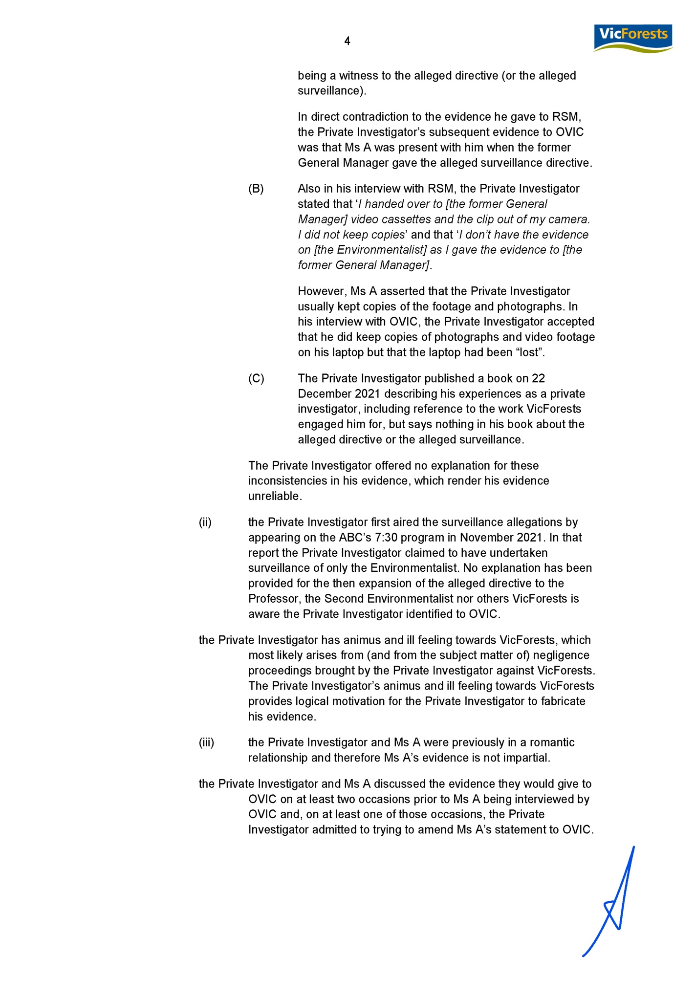 4
VicForests
being a witness to the alleged directive (or the alleged
surveillance).
In direct contradiction to the evidence he gave to RSM,
the Private Investigator’s subsequent evidence to OVIC
was that Ms A was present with him when the former
General Manager gave the alleged surveillance directive.
(B) Also in his interview with RSM, the Private Investigator
stated that ‘I handed over to [the former General
Manager] video cassettes and the clip out of my camera.
I did not keep copies’ and that ‘I don’t have the evidence
on [the Environmentalist] as I gave the evidence to [the
former General Manager].
However, Ms A asserted that the Private Investigator
usually kept copies of the footage and photographs. In
his interview with OVIC, the Private Investigator accepted
that he did keep copies of photographs and video footage
on his laptop but that the laptop had been “lost”.
(C) The Private Investigator published a book on 22
December 2021 describing his experiences as a private
investigator, including reference to the work VicForests
engaged him for, but says nothing in his book about the
alleged directive or the alleged surveillance.
The Private Investigator offered no explanation for these
inconsistencies in his evidence, which render his evidence
unreliable.
(ii) the Private Investigator first aired the surveillance allegations by
appearing on the ABC’s 7:30 program in November 2021. In that
report the Private Investigator claimed to have undertaken
surveillance of only the Environmentalist. No explanation has been
provided for the then expansion of the alleged directive to the
Professor, the Second Environmentalist nor others VicForests is
aware the Private Investigator identified to OVIC.
the Private Investigator has animus and ill feeling towards VicForests, which
most likely arises from (and from the subject matter of) negligence
proceedings brought by the Private Investigator against VicForests.
The Private Investigator’s animus and ill feeling towards VicForests
provides logical motivation for the Private Investigator to fabricate
his evidence.
(iii) the Private Investigator and Ms A were previously in a romantic
relationship and therefore Ms A’s evidence is not impartial.
the Private Investigator and Ms A discussed the evidence they would give to
OVIC on at least two occasions prior to Ms A being interviewed by
OVIC and, on at least one of those occasions, the Private
Investigator admitted to trying to amend Ms A’s statement to OVIC.